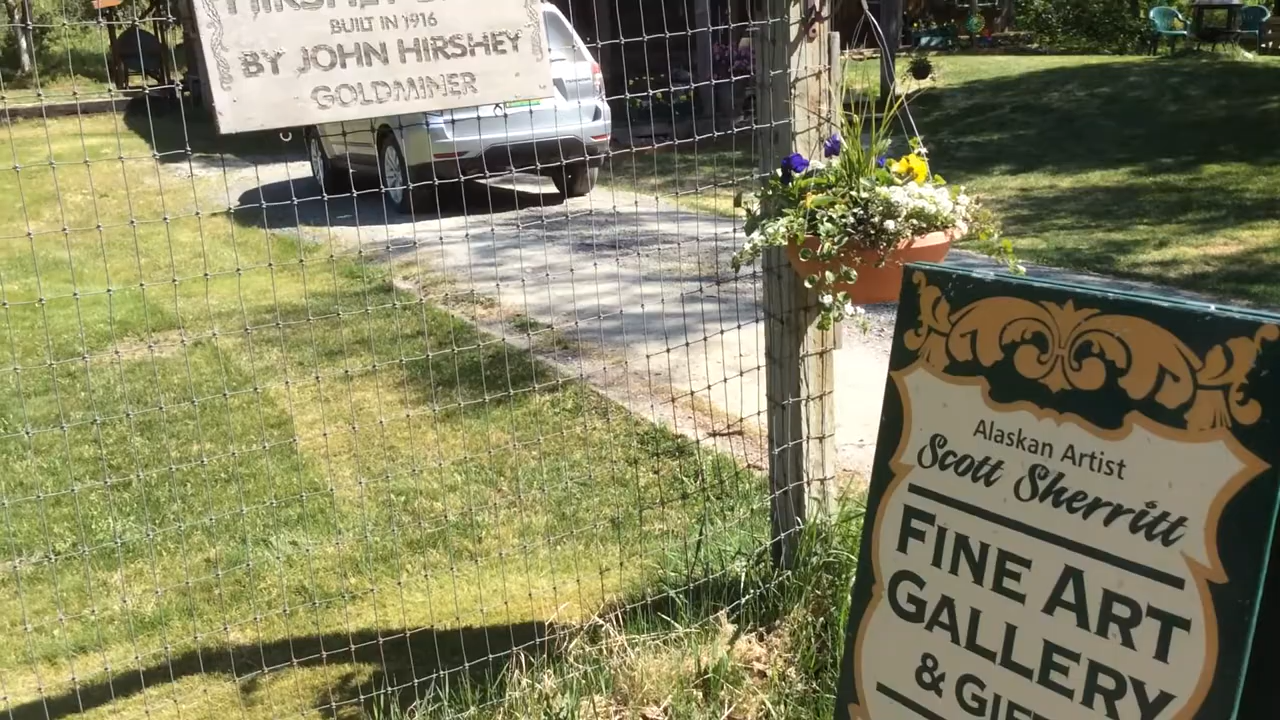 BUILT IN 1916
BY JOHN HIRSHEY
GOLDMINER
Alaskan Artist
Scott Sherritt
FINE ART
GALLERY
&